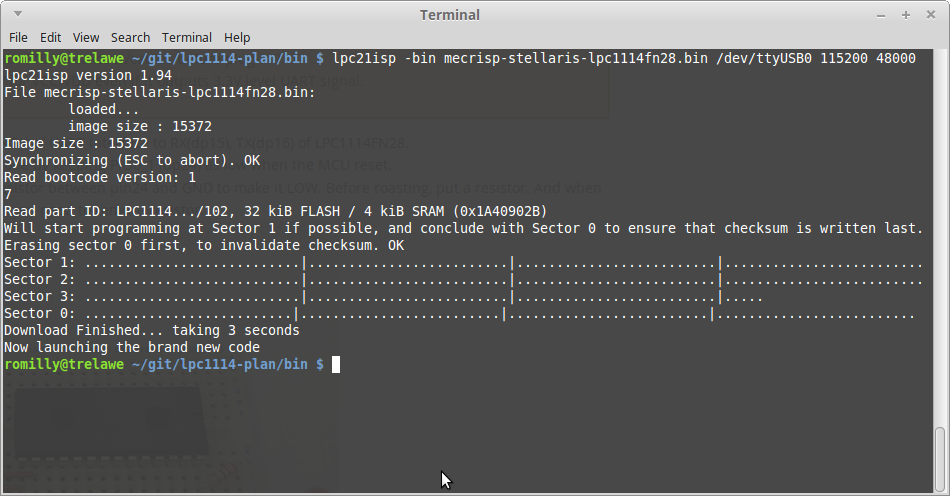 Terminal
File Edit View Search Terminal Help
romilly@trelawe ~/git/lpc1114-plan/bin $ lpc21isp -bin mecrisp-stellaris-lpc1114fn28.bin /dev/ttyUSB0 115200 48000
lpc21isp version 1.94
File mecrisp-stellaris-lpc1114fn28.bin:
        loaded...
        image size : 15372
Image size : 15372
Synchronizing (ESC to abort). OK
Read bootcode version: 1
7
Read part ID: LPC1114.../102, 32 kiB FLASH / 4 kiB SRAM (0x1A40902B)
Will start programming at Sector 1 if possible, and conclude with Sector 0 to ensure that checksum is written last.
Erasing sector 0 first, to invalidate checksum. OK
Sector 1: ...........................|.........................|.........................|.........................
Sector 2: ...........................|.........................|.........................|.........................
Sector 3: ...........................|.........................|.........................|.....
Sector 0: ..........................|.........................|.........................|.........................
Download Finished... taking 3 seconds
Now launching the brand new code
romilly@trelawe ~/git/lpc1114-plan/bin $